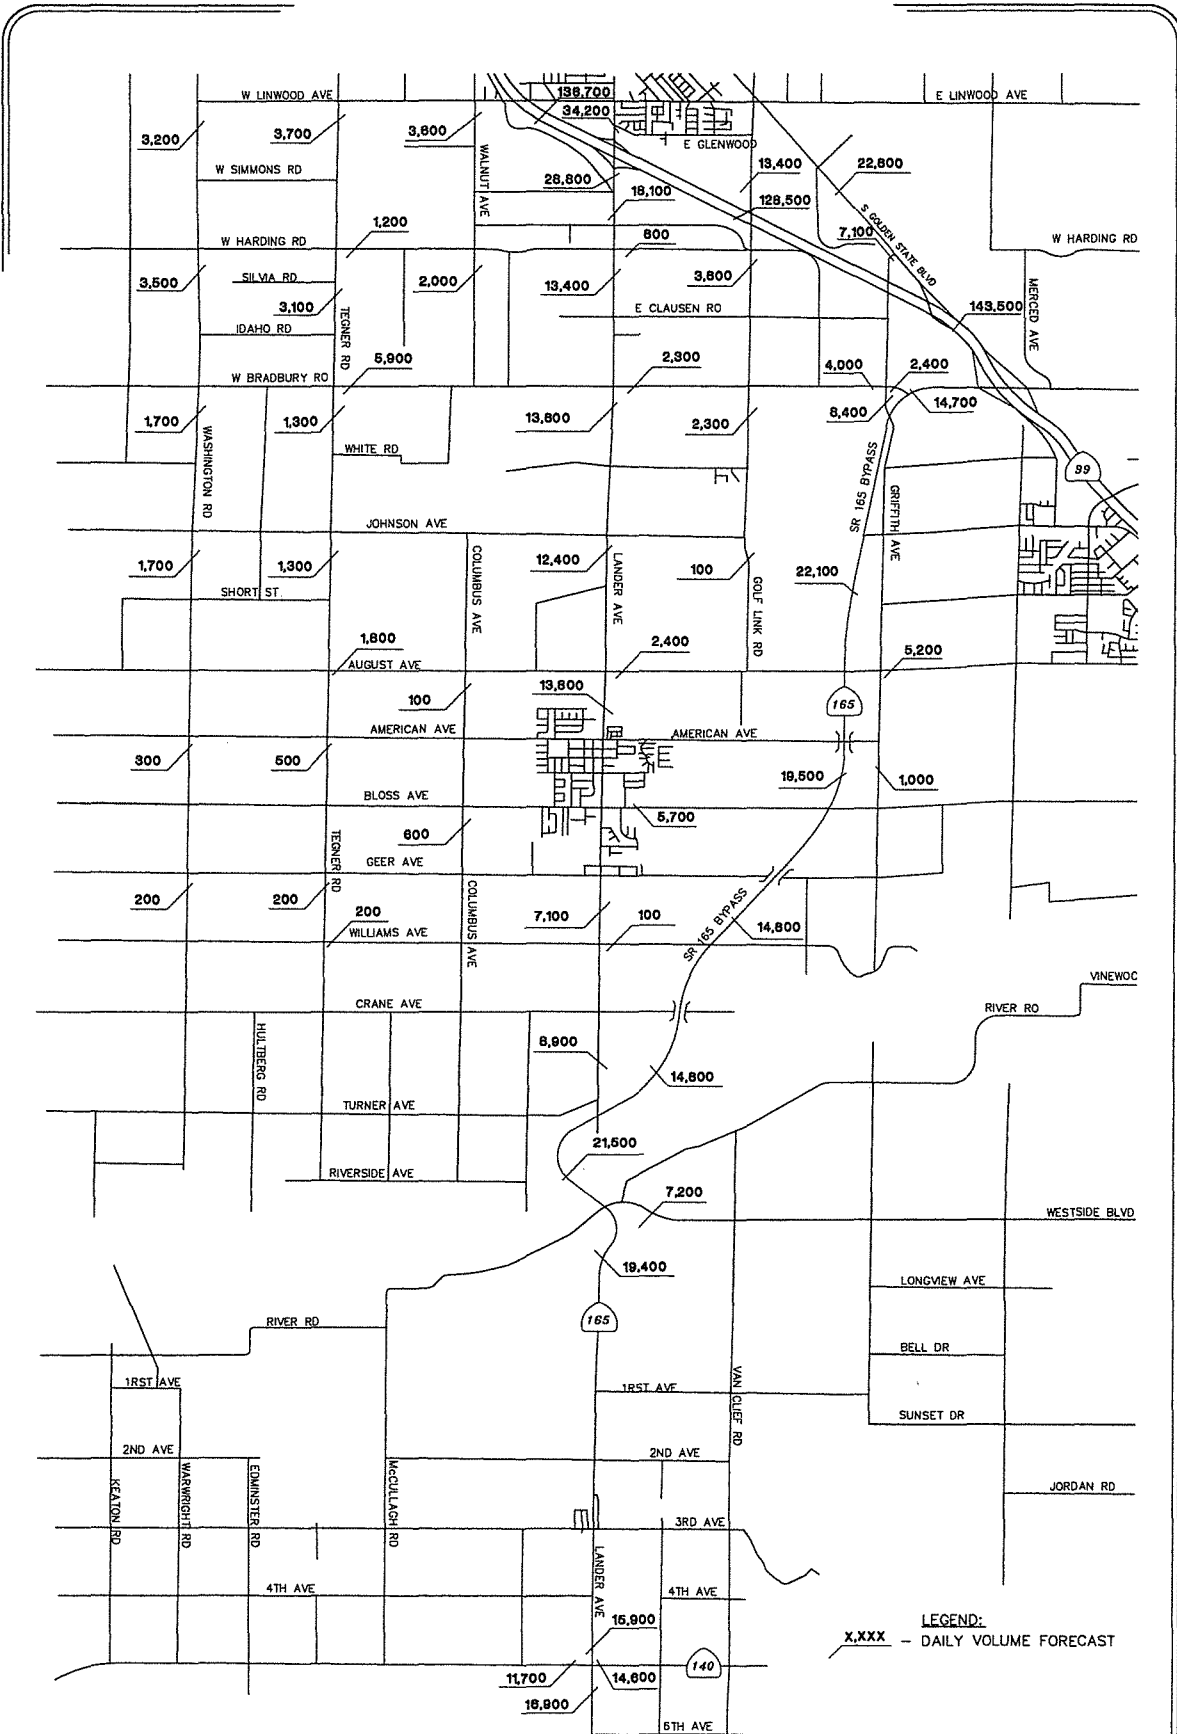 W LINWOOD AVE
138,700
E LINWOOD AVE
34,200
3,200
3,700
3,600
E GLENWOOD
W SIMMONS RD
WALNUT AVE
28,800
18,100
13,400
22,800
128,500
1,200
S GOLDEN STATE BLVD
7,100
W HARDING RD
600
W HARDING RD
3,500
SILVIA RD
2,000
13,400
3,600
MERCED AVE
3,100
TEGNER RD
E CLAUSEN RD
143,500
IDAHO RD
5,900
2,300
4,000
2,400
W BRADBURY RD
14,700
1,700
1,300
13,600
2,300
8,400
WASHINGTON RD
WHITE RD
SR 165 BYPASS
99
GRIFFITH AVE
JOHNSON AVE
1,700
1,300
COLUMBUS AVE
12,400
LANDER AVE
100
GOLF LINK RD
22,100
SHORT ST.
1,800
2,400
5,200
AUGUST AVE
100
13,800
165
AMERICAN AVE
AMERICAN AVE
300
500
19,500
1,000
BLOSS AVE
5,700
600
TEGNER RD
GEER AVE
COLUMBUS AVE
200
200
200
7,100
100
SR 165 BYPASS
14,800
WILLIAMS AVE
VINEWOC
CRANE AVE
RIVER RD
HULTBERG RD
6,900
14,600
TURNER AVE
21,500
RIVERSIDE AVE
7,200
WESTSIDE BLVD
19,400
LONGVIEW AVE
165
RIVER RD
BELL DR
1RST AVE
1RST AVE
VAN CLIEF RD
SUNSET DR
2ND AVE
2ND AVE
KEATON RD
WARWRIGHT RD
EDMINSTER RD
McCULLAGH RD
JORDAN RD
3RD AVE
LANDER AVE
4TH AVE
4TH AVE
15,900
LEGEND:
X,XXX – DAILY VOLUME FORECAST
11,700
14,600
140
16,900
5TH AVE